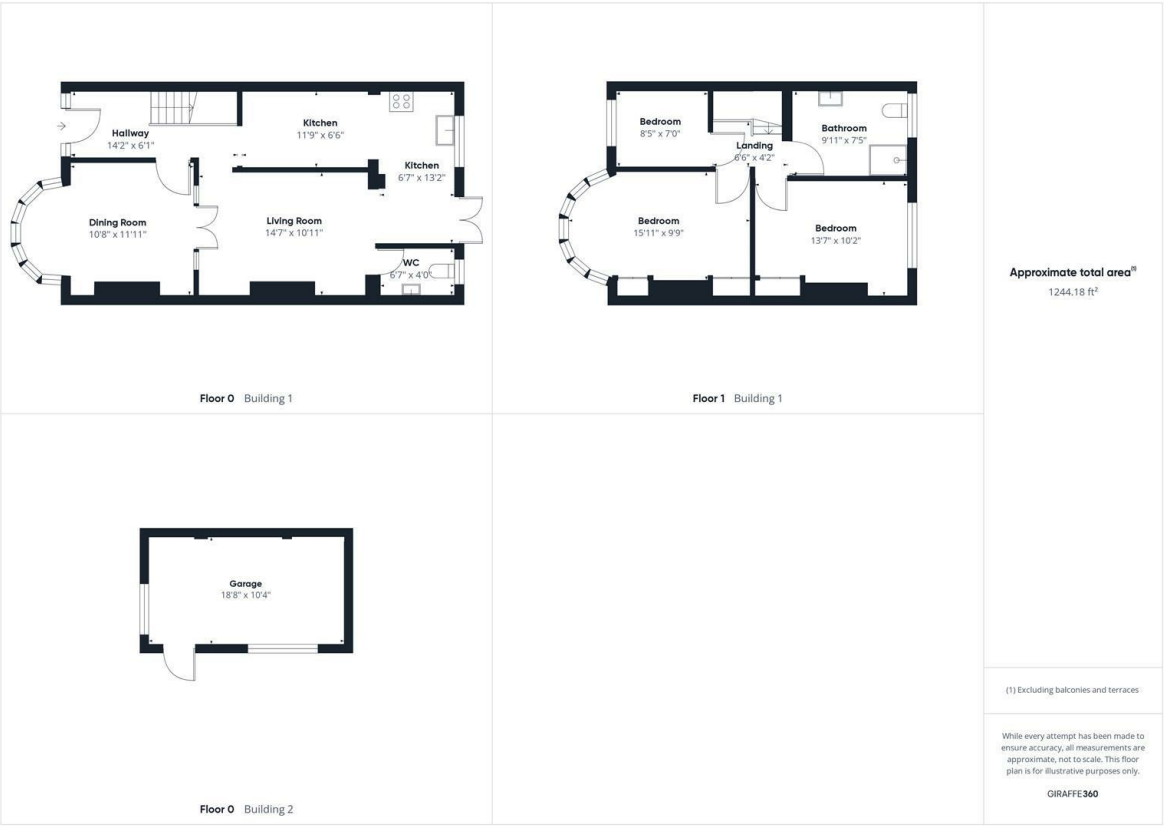 Hallway
14'2" x 6'1"
Kitchen
11'9" x 6'6"
Kitchen
6'7" x 13'2"
Dining Room
10'8" x 11'11"
Living Room
14'7" x 10'11"
WC
6'7" x 4'0"
Floor 0 Building 1
Bedroom
8'5" x 7'0"
Landing
6'6" x 4'2"
Bathroom
9'11" x 7'5"
Bedroom
15'11" x 9'9"
Bedroom
13'7" x 10'2"
Floor 1 Building 1
Garage
18'8" x 10'4"
Floor 0 Building 2
Approximate total area(1)
1244.18 ft²
(1) Excluding balconies and terraces
While every attempt has been made to
ensure accuracy, all measurements are
approximate, not to scale. This floor
plan is for illustrative purposes only.
GIRAFFE360